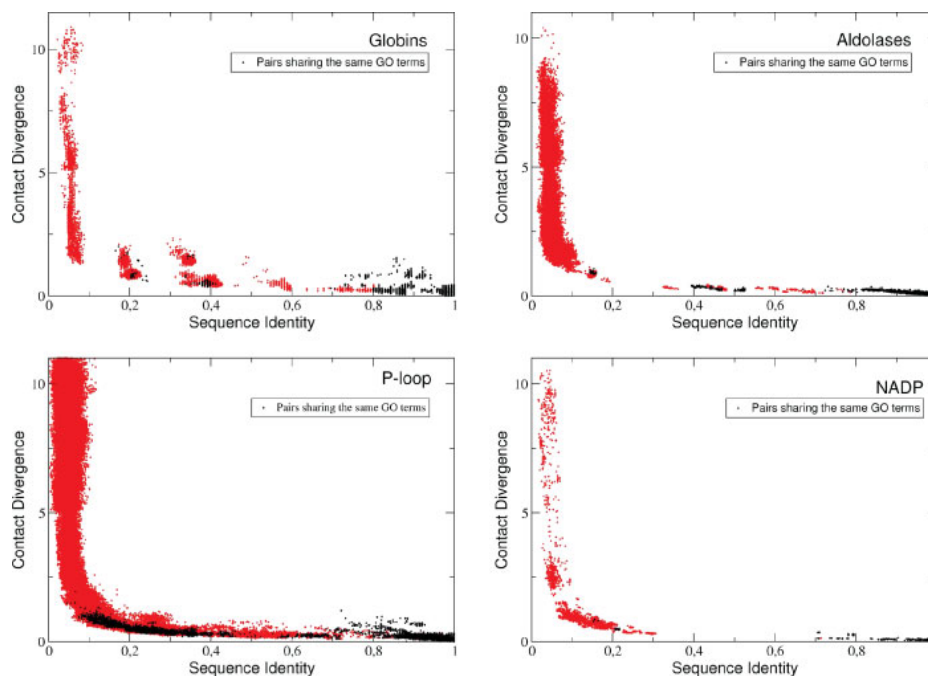 Globins
Pairs sharing the same GO terms
Contact Divergence
10
5
0
0 0,2 0,4 0,6 0,8 1
Sequence Identity
Aldolases
Pairs sharing the same GO terms
Contact Divergence
10
5
0
0 0,2 0,4 0,6 0,8
Sequence Identity
P-loop
Pairs sharing the same GO terms
Contact Divergence
10
5
0
0 0,2 0,4 0,6 0,8 1
Sequence Identity
NADP
Pairs sharing the same GO terms
Contact Divergence
10
5
0
0 0,2 0,4 0,6 0,8
Sequence Identity